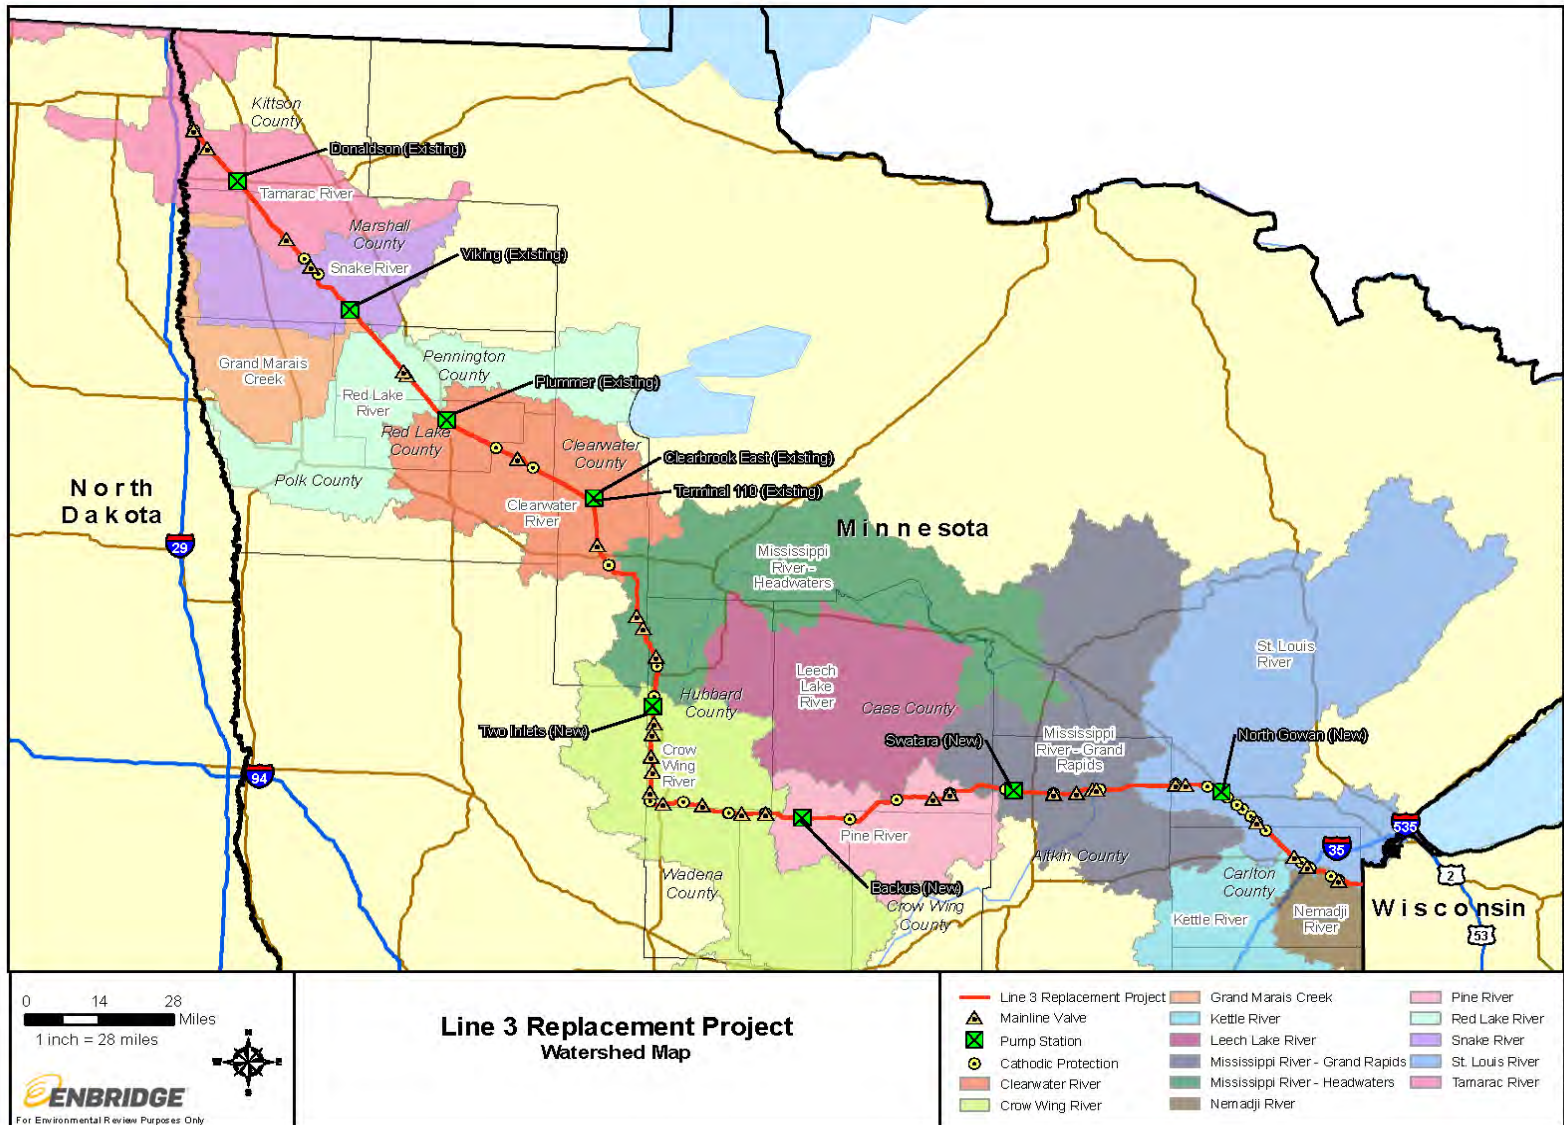 Kittson
County
Donaldson (Existing)
Tamarac River
Marshall
County
Viking (Existing)
Snake River
Grand Marais
Creek
Pennington
County
Plummer (Existing)
Red Lake
River
Red Lake
County
Clearwater
County
Clearbrook East (Existing)
Terminal 110 (Existing)
Polk County
North
Dakota
Clearwater
River
Minnesota
29
Mississippi
River -
Headwaters
St. Louis
River
Leech
Lake
River
Hubbard
County
Cass County
Two Inlets (New)
Swatara (New)
Mississippi
River - Grand
Rapids
North Gowan (New)
Crow
Wing
River
94
535
Pine River
35
Aitkin County
Wadena
County
Backus (New)
Carlton
County
2
Crow Wing
County
Kettle River
Nemadji
River
Wisconsin
53
0 14 28
Miles
1 inch = 28 miles
N
W E
S
ENBRIDGE
For Environmental Review Purposes Only
Line 3 Replacement Project
Watershed Map
Line 3 Replacement Project
Mainline Valve
Pump Station
Cathodic Protection
Clearwater River
Crow Wing River
Grand Marais Creek
Kettle River
Leech Lake River
Mississippi River - Grand Rapids
Mississippi River - Headwaters
Nemadji River
Pine River
Red Lake River
Snake River
St. Louis River
Tamarac River